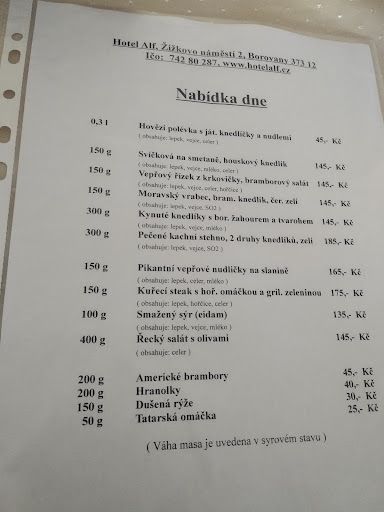 Hotel Alf, Žižkovo náměstí 2, Borovany 373 12
Ičo: 742 80 287, www.hotelalf.cz
Nabídka dne
0,3 l Hovězí polévka s ját. knedlíčky a nudlemi 45,- Kč
( obsahuje: lepek, vejce, celer )
150 g Svíčková na smetaně, houskový knedlík 145,- Kč
( obsahuje: lepek, vejce, mléko, celer )
150 g Vepřový řízek z krkovičky, bramborový salát 145,- Kč
( obsahuje: lepek, vejce, celer, hořčice )
150 g Moravský vrabec, bram. knedlík, čer. zelí 145,- Kč
( obsahuje: lepek, vejce, SO2 )
300 g Kynuté knedlíky s bor. žahourem a tvarohem 145,- Kč
( obsahuje: lepek, vejce, mléko )
300 g Pečené kachní stehno, 2 druhy knedlíků, zelí 185,- Kč
( obsahuje: lepek, vejce, SO2 )
150 g Pikantní vepřové nudličky na slanině 165,- Kč
( obsahuje: lepek, celer, mléko )
150 g Kuřecí steak s hoř. omáčkou a gril. zeleninou 175,- Kč
( obsahuje: lepek, hořčice, celer )
100 g Smažený sýr (eidam) 135,- Kč
( obsahuje: lepek, vejce, mléko )
400 g Řecký salát s olivami 145,- Kč
( obsahuje: celer )
200 g Americké brambory 45,- Kč
200 g Hranolky 40,- Kč
150 g Dušená rýže 30,- Kč
50 g Tatarská omáčka 25,- Kč
( Váha masa je uvedena v syrovém stavu )